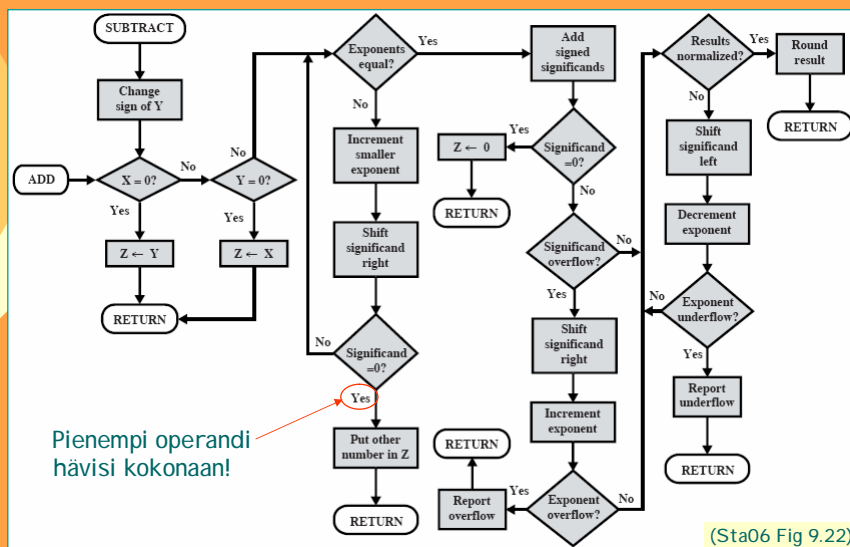 SUBTRACT
Change
sign of Y
ADD
X = 0?
No
Yes
Z ← Y
RETURN
Y = 0?
No
Yes
Z ← X
Exponents
equal?
Yes
No
Increment
smaller
exponent
Shift
significand
right
Significand
=0?
No
Yes
Put other
number in Z
RETURN
Pienempi operandi
hävisi kokonaan!
Add
signed
significands
Significand
=0?
Yes
Z ← 0
RETURN
No
Significand
overflow?
No
Yes
Shift
significand
right
Increment
exponent
Exponent
overflow?
Yes
Report
overflow
RETURN
No
Results
normalized?
Yes
Round
result
RETURN
No
Shift
significand
left
Decrement
exponent
Exponent
underflow?
No
Yes
Report
underflow
RETURN
(Sta06 Fig 9.22)